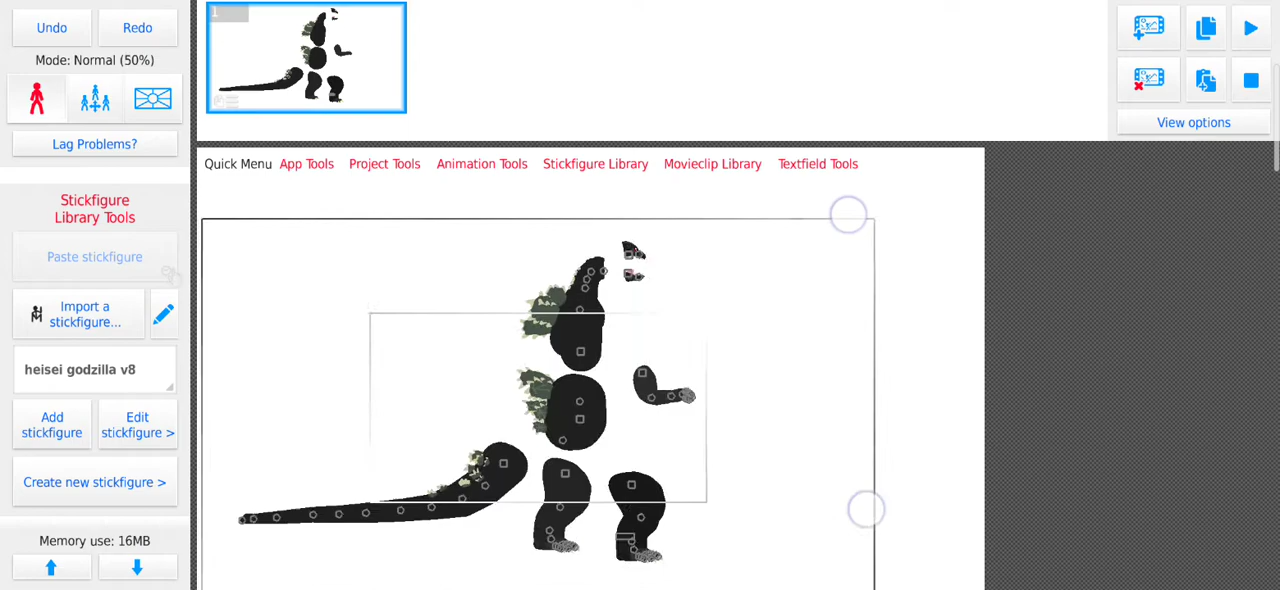 Undo
Redo
Mode: Normal (50%)
Lag Problems?
1
View options
Quick Menu App Tools Project Tools Animation Tools Stickfigure Library Movieclip Library Textfield Tools
Stickfigure
Library Tools
Paste stickfigure
Import a
stickfigure...
heisei godzilla v8
Add
stickfigure
Edit
stickfigure >
Create new stickfigure >
Memory use: 16MB